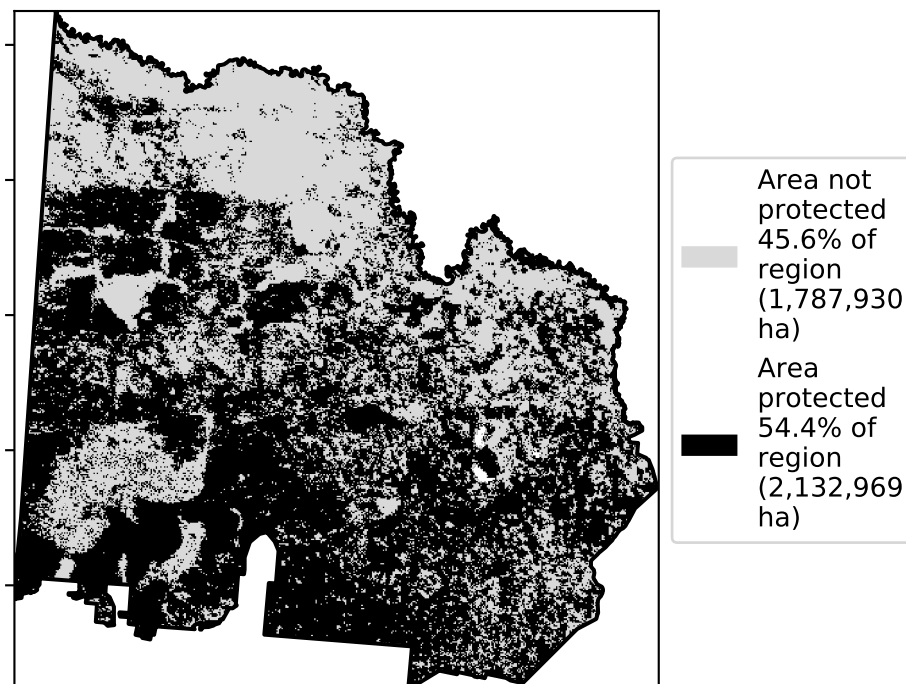 Area not
protected
45.6% of
region
(1,787,930
ha)
Area
protected
54.4% of
region
(2,132,969
ha)